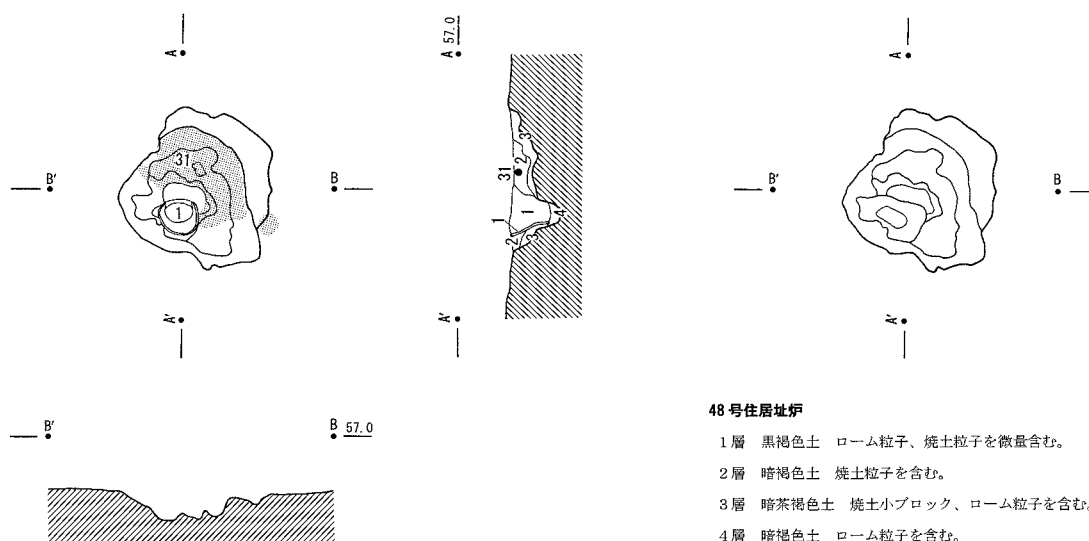 A
A 57.0
A
31
B'
B
1
31
1
2
3
1
4
2
3
B'
B
A'
A'
A'
B'
B 57.0
48号住居址炉
1層 黒褐色土 ローム粒子、焼土粒子を微量含む。
2層 暗褐色土 焼土粒子を含む。
3層 暗茶褐色土 焼土小ブロック、ローム粒子を含む。
4層 暗褐色土 ローム粒子を含む。